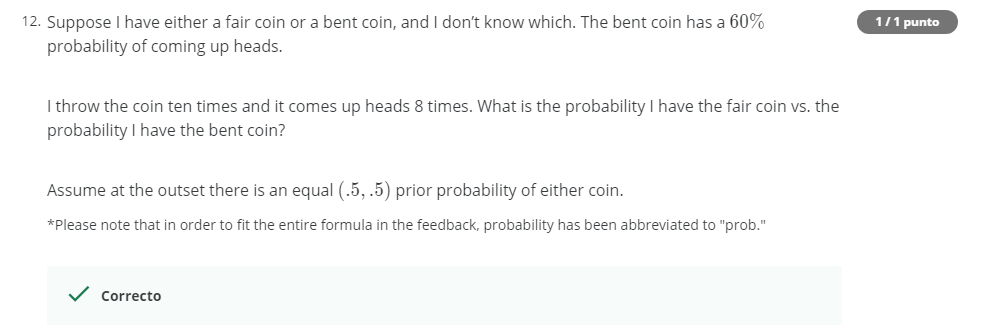 12. Suppose I have either a fair coin or a bent coin, and I don't know which. The bent coin has a 60%
1 / 1 punto
probability of coming up heads.
I throw the coin ten times and it comes up heads 8 times. What is the probability I have the fair coin vs. the
probability I have the bent coin?
Assume at the outset there is an equal (.5, .5) prior probability of either coin.
*Please note that in order to fit the entire formula in the feedback, probability has been abbreviated to "prob."
Correcto